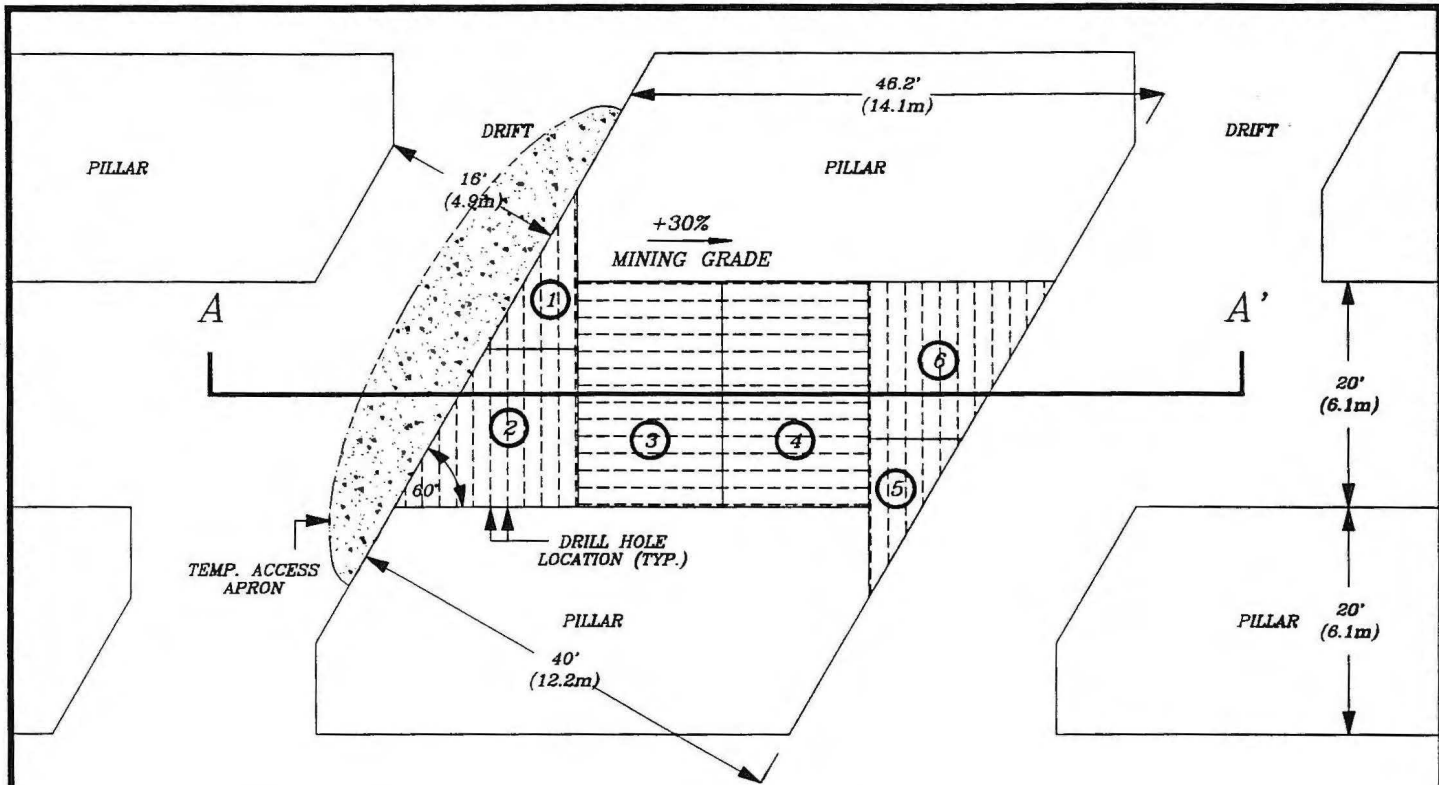 46.2'
(14.1m)
DRIFT
DRIFT
PILLAR
PILLAR
16'
(4.9m)
+30%
MINING GRADE
A
A'
1
6
20'
(6.1m)
2
3
4
60°
5
DRILL HOLE
LOCATION (TYP.)
TEMP. ACCESS
APRON
PILLAR
PILLAR
20'
(6.1m)
40'
(12.2m)